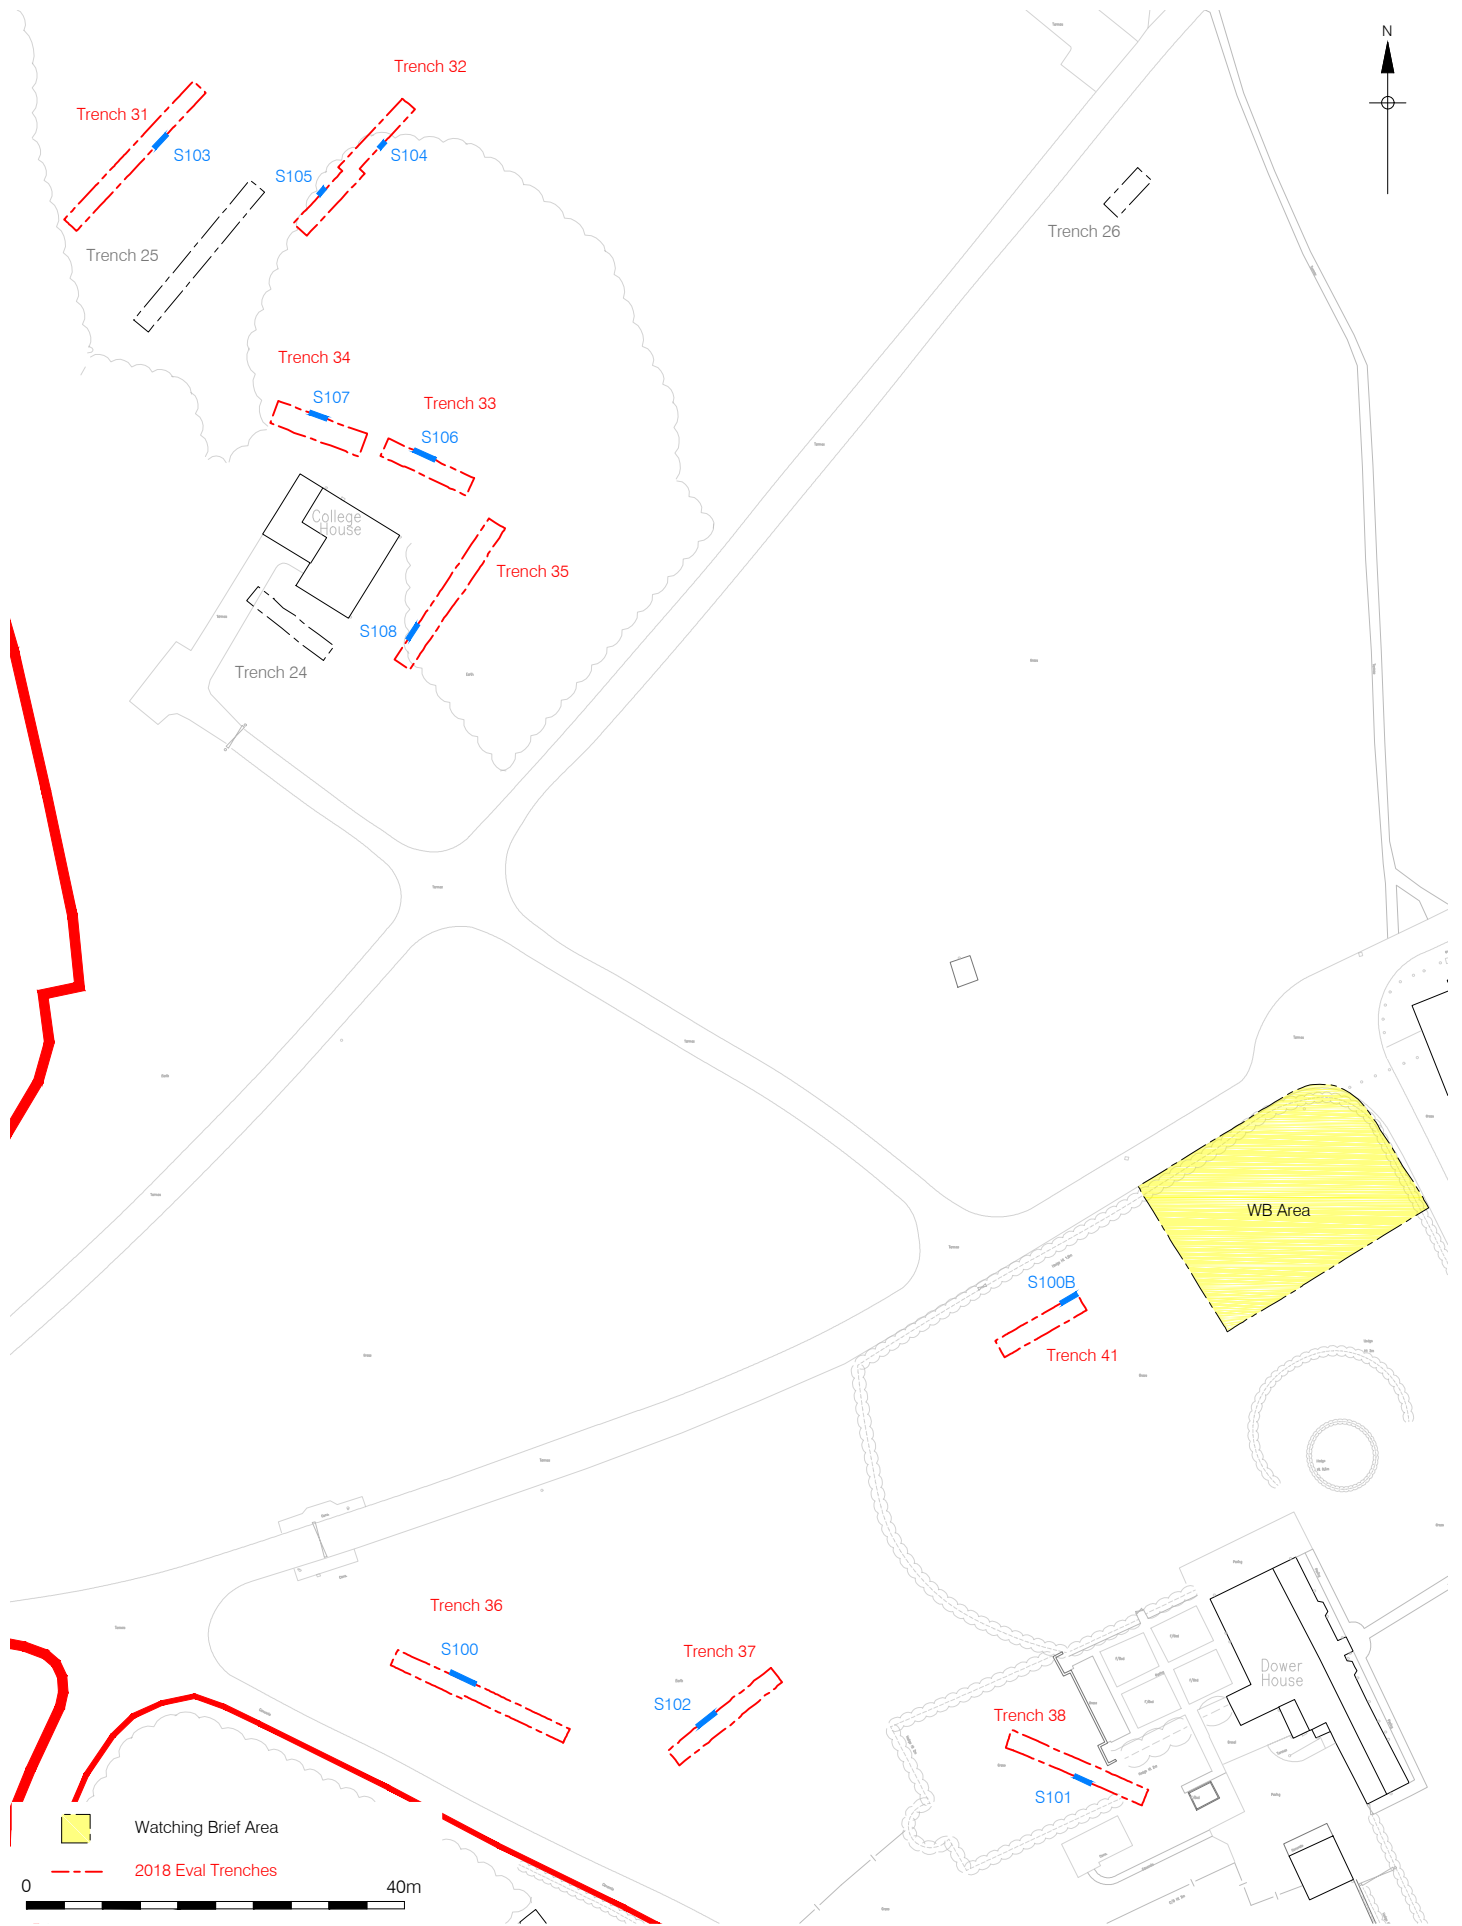 N
Trench 32
Trench 31
S103
S104
S105
Trench 26
Trench 25
Trench 34
S107
Trench 33
S106
College
House
Trench 35
S108
Trench 24
WB Area
S100B
Trench 41
Trench 36
S100
Trench 37
S102
Dower
House
Trench 38
S101
Watching Brief Area
2018 Eval Trenches
0
40m